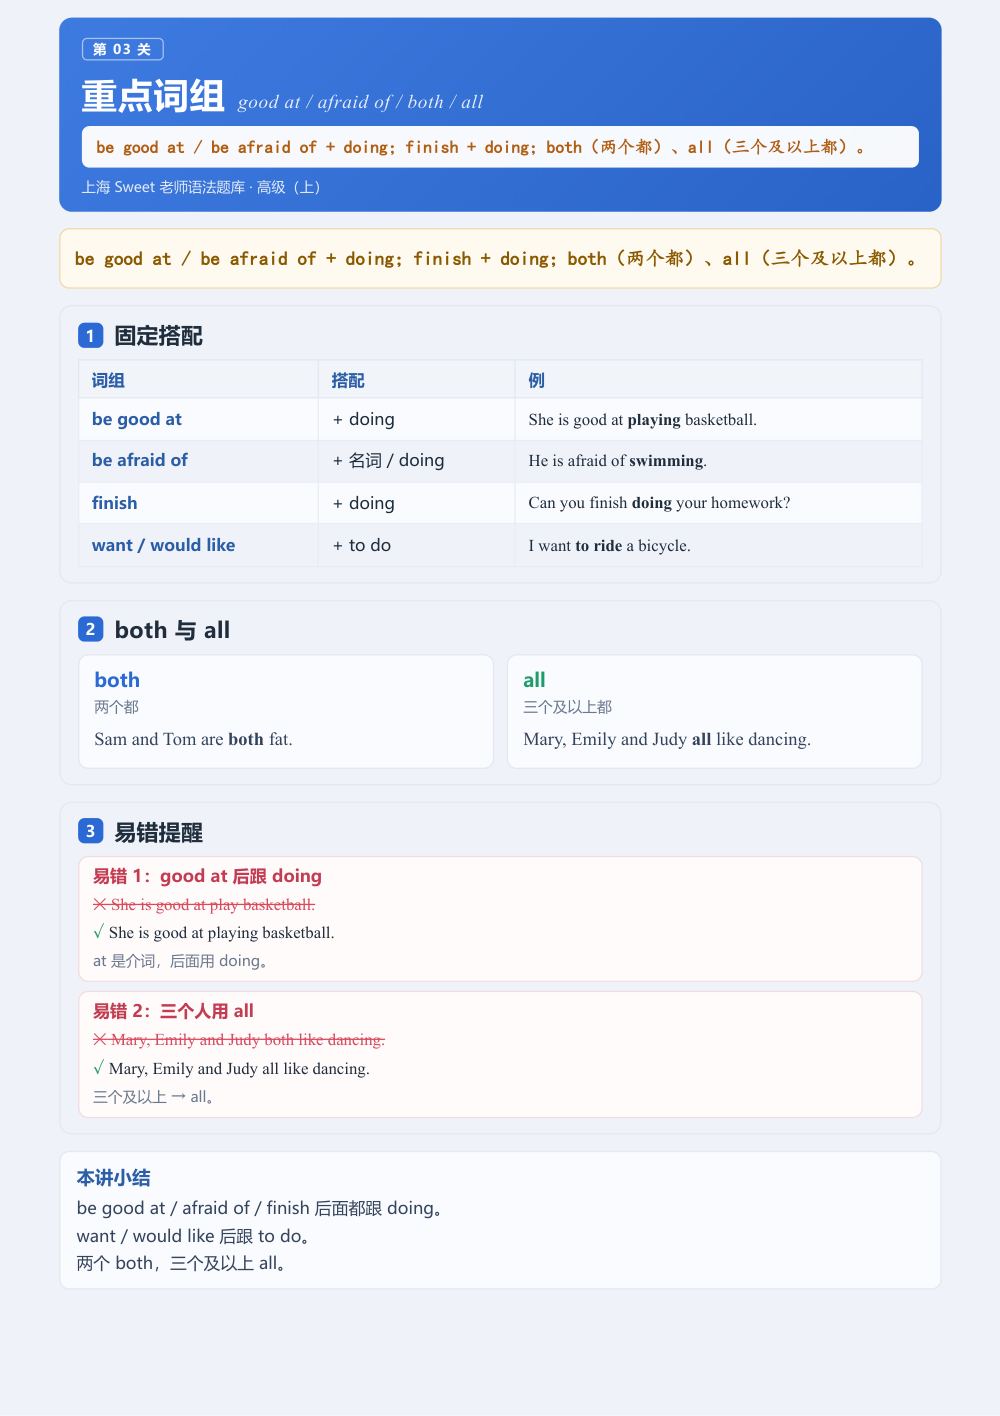 第 03 关
重点词组 good at / afraid of / both / all
be good at / be afraid of + doing；finish + doing；both（两个都）、all（三个及以上都）。
上海 Sweet 老师语法题库 · 高级（上）
be good at / be afraid of + doing；finish + doing；both（两个都）、all（三个及以上都）。
1 固定搭配
词组 搭配 例
be good at + doing She is good at playing basketball.
be afraid of + 名词 / doing He is afraid of swimming.
finish + doing Can you finish doing your homework?
want / would like + to do I want to ride a bicycle.
2 both 与 all
both
两个都
Sam and Tom are both fat.
all
三个及以上都
Mary, Emily and Judy all like dancing.
3 易错提醒
易错 1：good at 后跟 doing
× She is good at play basketball.
√ She is good at playing basketball.
at 是介词，后面用 doing。
易错 2：三个人用 all
× Mary, Emily and Judy both like dancing.
√ Mary, Emily and Judy all like dancing.
三个及以上 → all。
本讲小结
be good at / afraid of / finish 后面都跟 doing。
want / would like 后跟 to do。
两个 both，三个及以上 all。